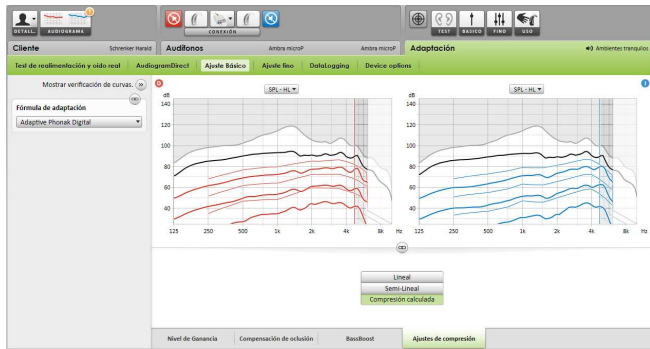 DETALL.. AUDIOGRAMA CONEXIÓN TEST BÁSICO FINO USO
Cliente Schrenker Harald Audífonos Ambra microP Ambra microP Adaptación Ambientes tranquilos
Test de realimentación y oído real AudiogramDirect Ajuste Básico Ajuste fino DataLogging Device options
Mostrar verificación de curvas.
Fórmula de adaptación
Adaptive Phonak Digital
D SPL - HL SPL - HL I
dB dB
140 140
120 120
100 100
80 80
60 60
40 40
125 250 500 1k 2k 4k 8k Hz 125 250 500 1k 2k 4k 8k Hz
Lineal
Semi-Lineal
Compresión calculada
Nivel de Ganancia Compensación de oclusión BassBoost Ajustes de compresión